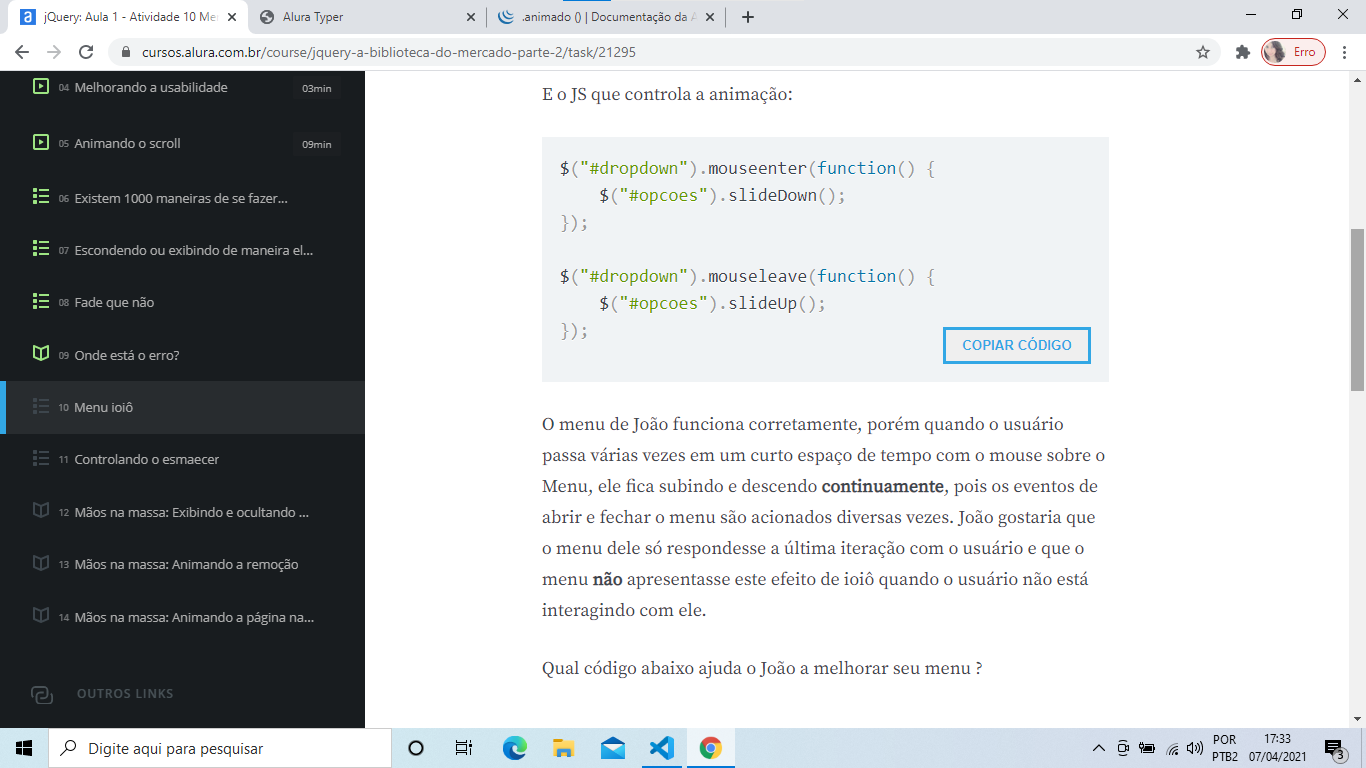 jQuery: Aula 1 - Atividade 10 Me
Alura Typer
.animado () | Documentação da A
cursos.alura.com.br/course/jquery-a-biblioteca-do-mercado-parte-2/task/21295
Erro
04 Melhorando a usabilidade 03min
05 Animando o scroll 09min
06 Existem 1000 maneiras de se fazer...
07 Escondendo ou exibindo de maneira el...
08 Fade que não
09 Onde está o erro?
10 Menu ioiô
11 Controlando o esmaecer
12 Mãos na massa: Exibindo e ocultando ...
13 Mãos na massa: Animando a remoção
14 Mãos na massa: Animando a página na...
OUTROS LINKS
E o JS que controla a animação:
$("#dropdown").mouseenter(function() {
    $("#opcoes").slideDown();
});
$("#dropdown").mouseleave(function() {
    $("#opcoes").slideUp();
});
COPIAR CÓDIGO
O menu de João funciona corretamente, porém quando o usuário
passa várias vezes em um curto espaço de tempo com o mouse sobre o
Menu, ele fica subindo e descendo continuamente, pois os eventos de
abrir e fechar o menu são acionados diversas vezes. João gostaria que
o menu dele só respondesse a última iteração com o usuário e que o
menu não apresentasse este efeito de ioiô quando o usuário não está
interagindo com ele.
Qual código abaixo ajuda o João a melhorar seu menu ?
Digite aqui para pesquisar
POR
PTB2
17:33
07/04/2021
3